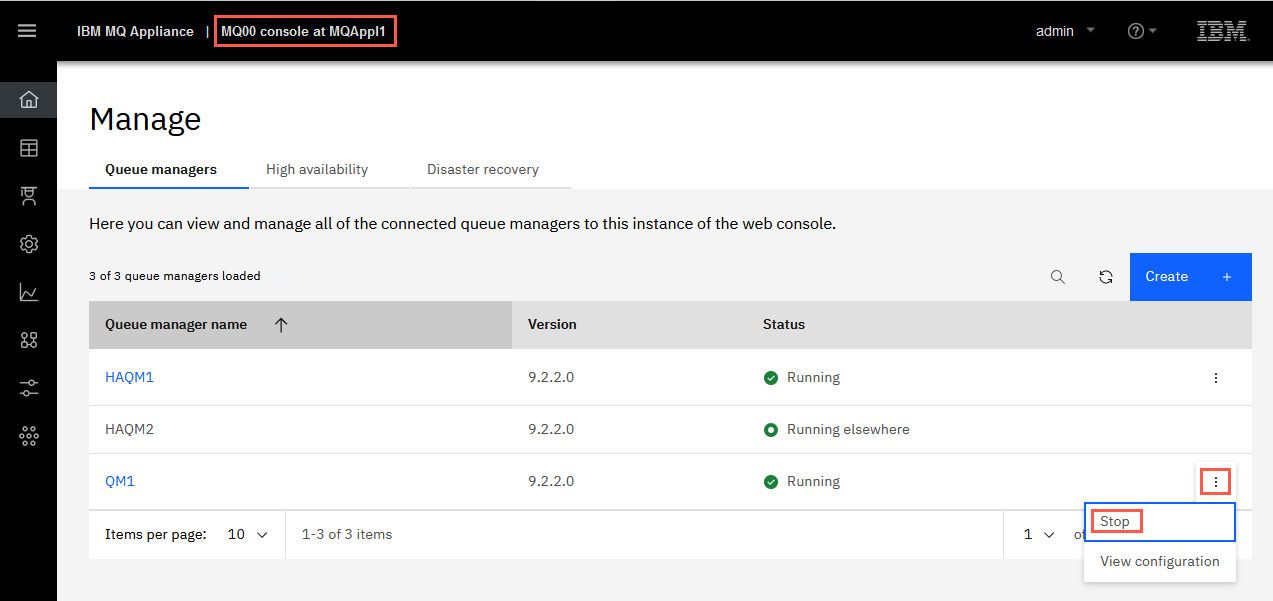 IBM MQ Appliance | MQ00 console at MQAppl1 admin IBM
Manage
Queue managers High availability Disaster recovery
Here you can view and manage all of the connected queue managers to this instance of the web console.
3 of 3 queue managers loaded Create +
Queue manager name Version Status
HAQM1 9.2.2.0 Running
HAQM2 9.2.2.0 Running elsewhere
QM1 9.2.2.0 Running
Stop
Items per page: 10 1-3 of 3 items 1 of
View configuration